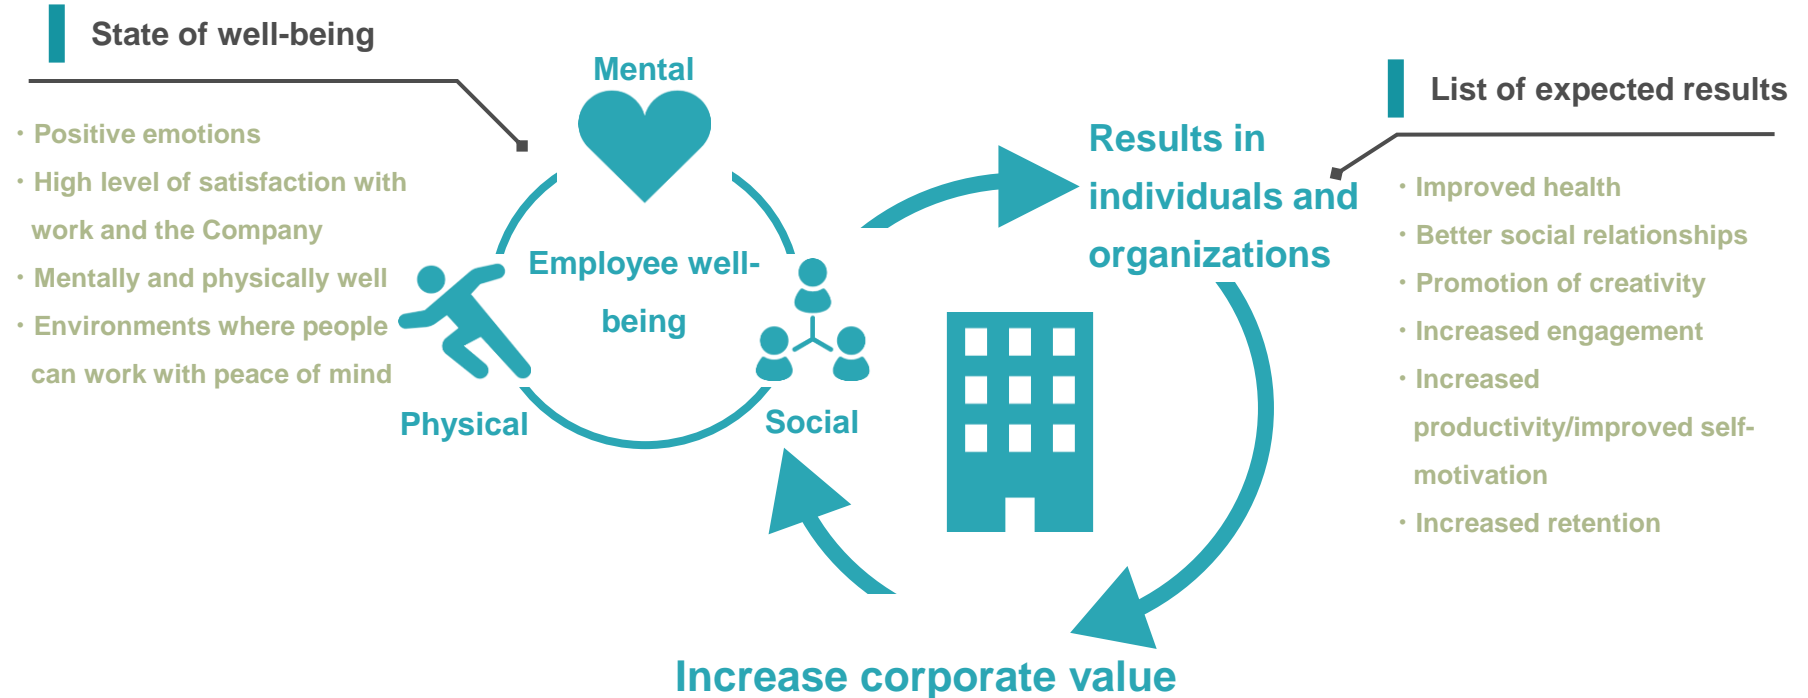 State of well-being
・Positive emotions
・High level of satisfaction with
work and the Company
・Mentally and physically well
・Environments where people
can work with peace of mind
Mental
Employee well-
being
Physical
Social
Results in
individuals and
organizations
Increase corporate value
List of expected results
・Improved health
・Better social relationships
・Promotion of creativity
・Increased engagement
・Increased
productivity/improved self-
motivation
・Increased retention